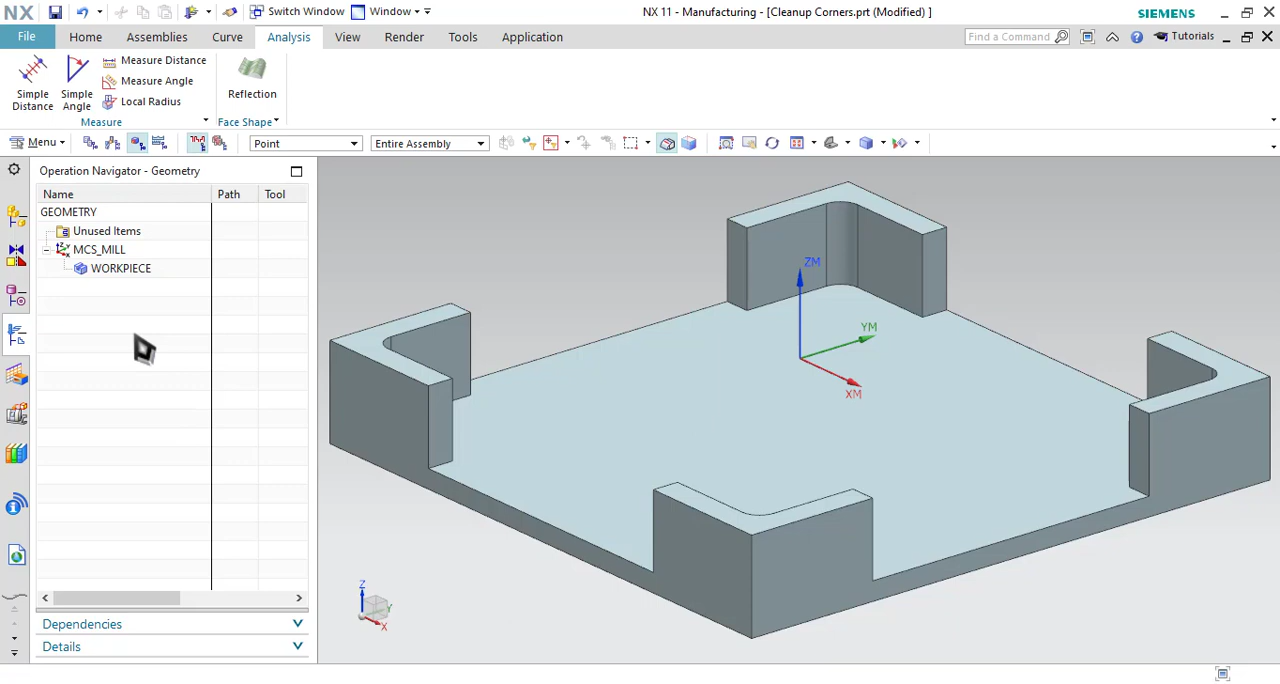 NX Switch Window Window NX 11 - Manufacturing - [Cleanup Corners.prt (Modified) ] SIEMENS
File Home Assemblies Curve Analysis View Render Tools Application Find a Command Tutorials
Simple Distance
Simple Angle
Measure Distance
Measure Angle
Local Radius
Reflection
Measure Face Shape
Menu Point Entire Assembly
Operation Navigator - Geometry
Name Path Tool
GEOMETRY
Unused Items
MCS_MILL
WORKPIECE
ZM
YM
XM
Z
Y
X
Dependencies
Details